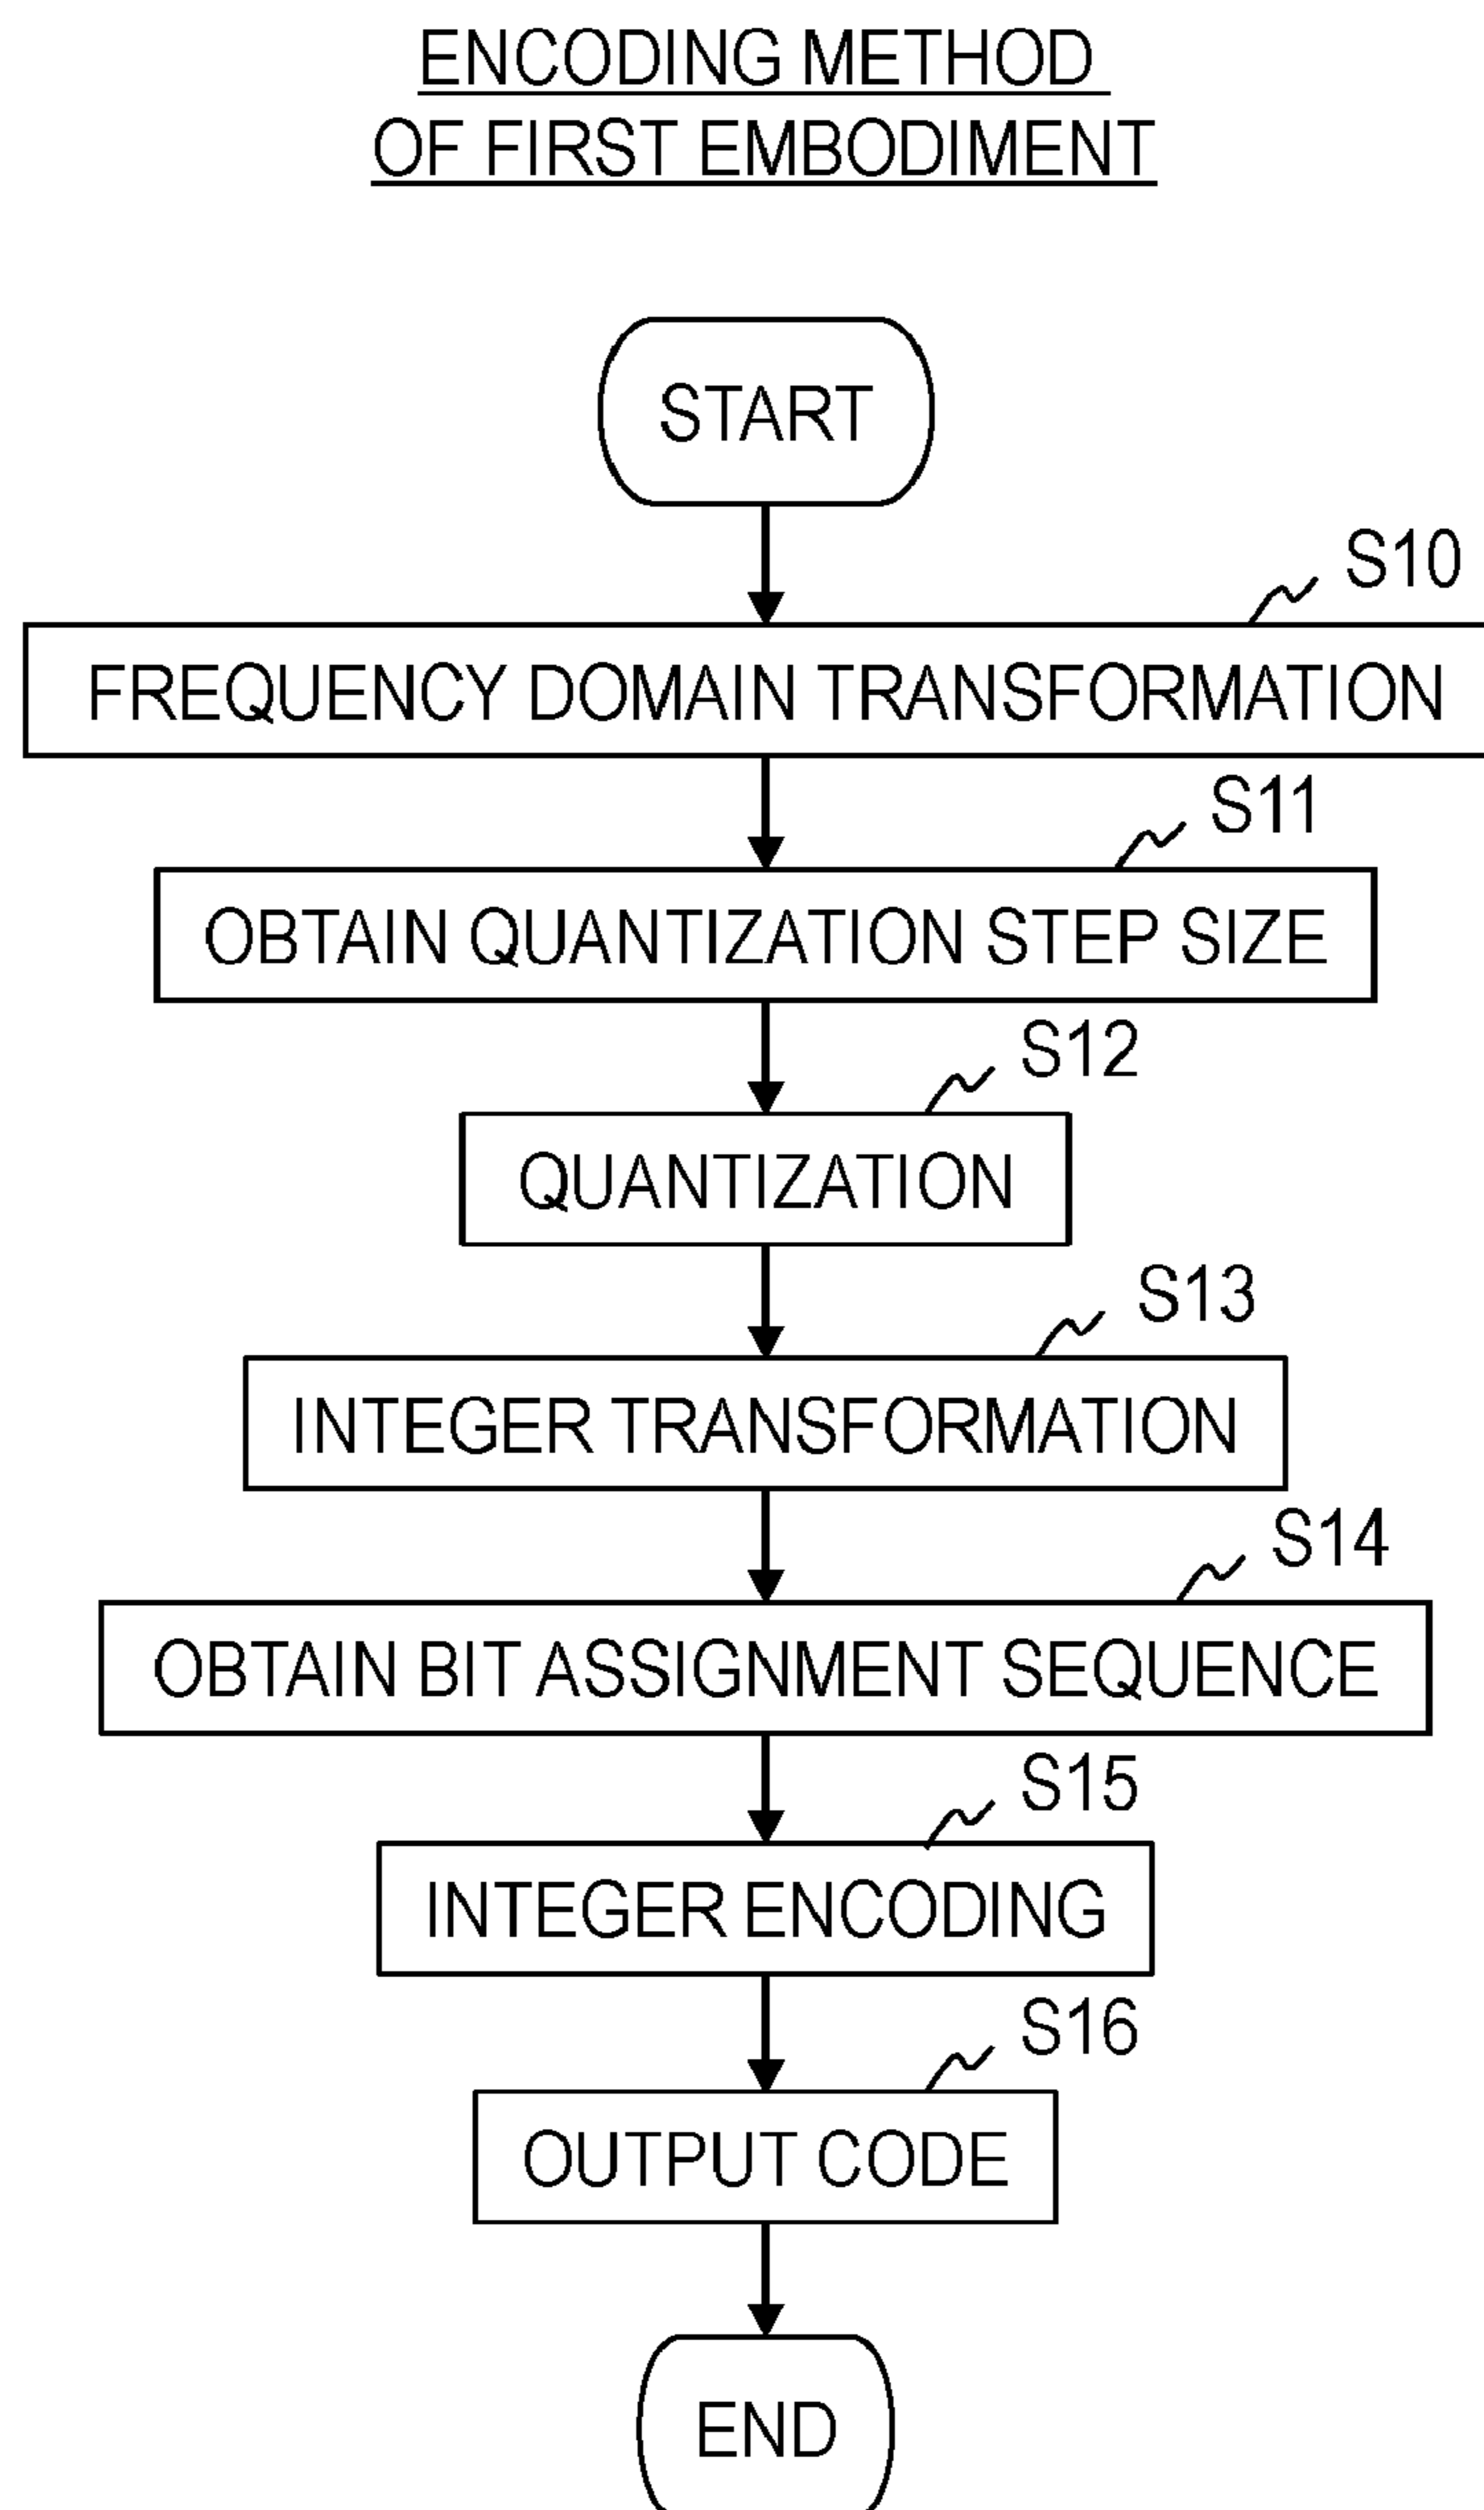 ENCODING METHOD
OF FIRST EMBODIMENT
START
S10
FREQUENCY DOMAIN TRANSFORMATION
S11
OBTAIN QUANTIZATION STEP SIZE
S12
QUANTIZATION
S13
INTEGER TRANSFORMATION
S14
OBTAIN BIT ASSIGNMENT SEQUENCE
S15
INTEGER ENCODING
S16
OUTPUT CODE
END